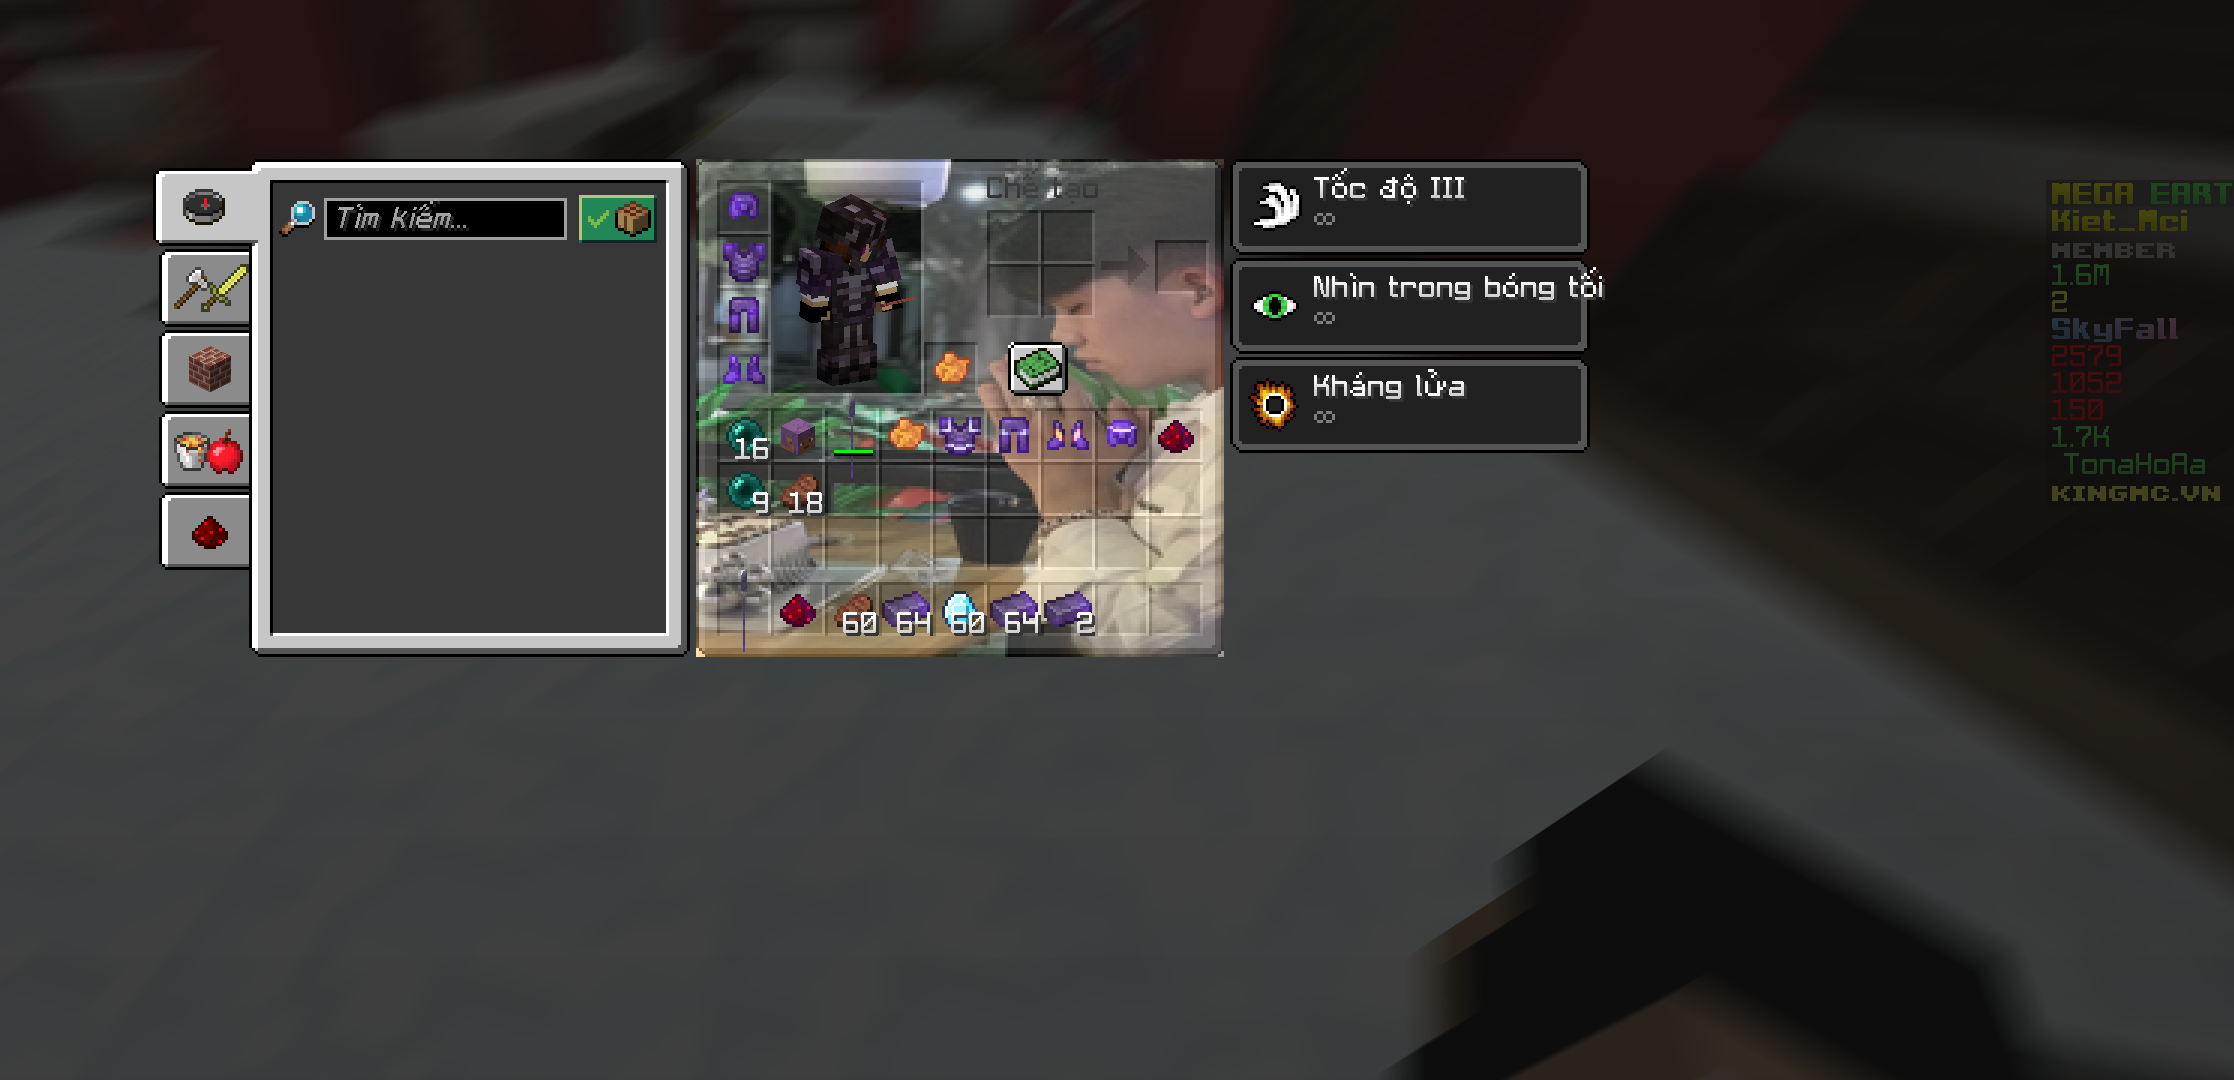 Tìm kiếm...
Chế tạo
16
9
18
60
64
60
64
2
Tốc độ III
∞
Nhìn trong bóng tối
∞
Kháng lửa
∞
MEGA EART
Kiet_Mci
MEMBER
1.6M
2
SkyFall
2579
1052
150
1.7K
TonaHoAa
KINGMC.VN